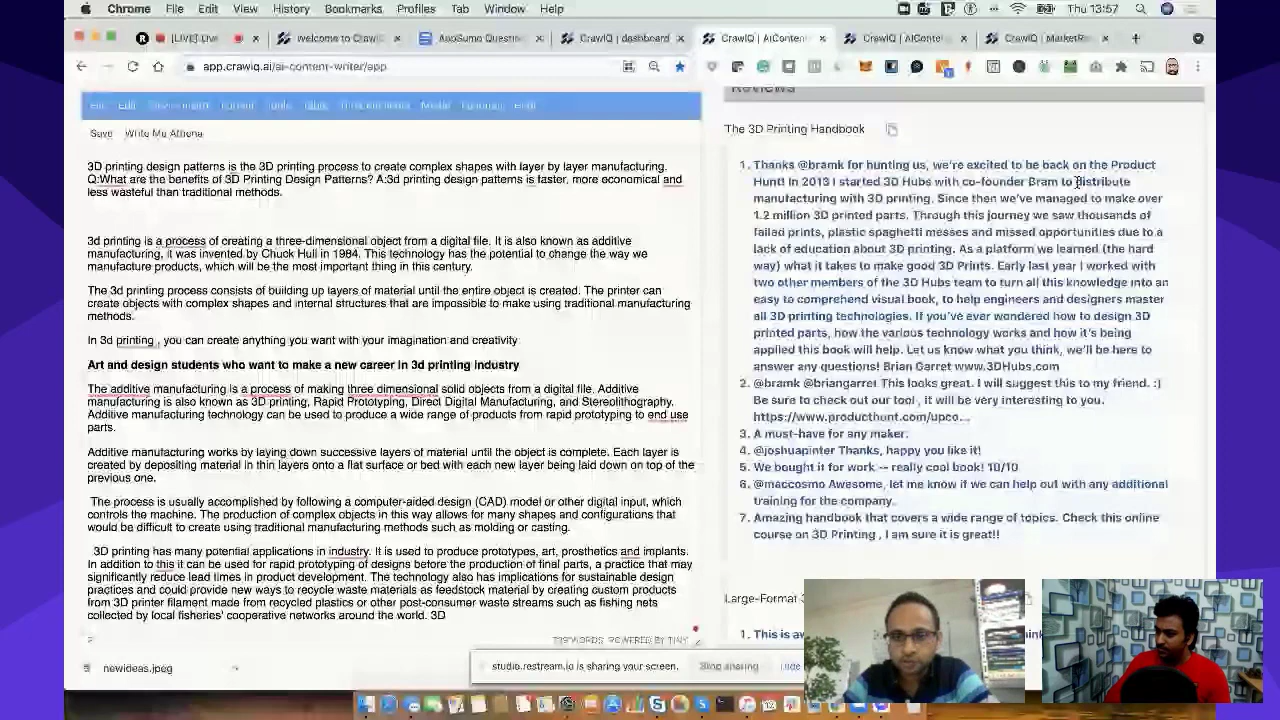 Chrome File Edit View History Bookmarks Profiles Tab Window Help
Thu 13:57
[LIVE] Live
welcome to Crawl
AppSumo Question
CrawlQ | dashboard
CrawlQ | AIContent
CrawlQ | AIConte
CrawlQ | MarketRe
app.crawlq.ai/ai-content-writer/app
File Edit
Save Write Me Athena
3D printing design patterns is the 3D printing process to create complex shapes with layer by layer manufacturing.
Q:What are the benefits of 3D Printing Design Patterns? A:3d printing design patterns is faster, more economical and
less wasteful than traditional methods.
3d printing is a process of creating a three-dimensional object from a digital file. It is also known as additive
manufacturing, it was invented by Chuck Hull in 1984. This technology has the potential to change the way we
manufacture products, which will be the most important thing in this century.
The 3d printing process consists of building up layers of material until the entire object is created. The printer can
create objects with complex shapes and internal structures that are impossible to make using traditional manufacturing
methods.
In 3d printing , you can create anything you want with your imagination and creativity
Art and design students who want to make a new career in 3d printing industry
The additive manufacturing is a process of making three dimensional solid objects from a digital file. Additive
manufacturing is also known as 3D printing, Rapid Prototyping, Direct Digital Manufacturing, and Stereolithography.
Additive manufacturing technology can be used to produce a wide range of products from rapid prototyping to end use
parts.
Additive manufacturing works by laying down successive layers of material until the object is complete. Each layer is
created by depositing material in thin layers onto a flat surface or bed with each new layer being laid down on top of the
previous one.
The process is usually accomplished by following a computer-aided design (CAD) model or other digital input, which
controls the machine. The production of complex objects in this way allows for many shapes and configurations that
would be difficult to create using traditional manufacturing methods such as molding or casting.
3D printing has many potential applications in industry. It is used to produce prototypes, art, prosthetics and implants.
In addition to this it can be used for rapid prototyping of designs before the production of final parts, a practice that may
significantly reduce lead times in product development. The technology also has implications for sustainable design
practices and could provide new ways to recycle waste materials as feedstock material by creating custom products
from 3D printer filament made from recycled plastics or other post-consumer waste streams such as fishing nets
collected by local fisheries' cooperative networks around the world. 3D
WORDS POWERED BY TINY
Reviews
The 3D Printing Handbook
1. Thanks @bramk for hunting us, we're excited to be back on the Product
Hunt! In 2013 I started 3D Hubs with co-founder Bram to distribute
manufacturing with 3D printing. Since then we've managed to make over
1.2 million 3D printed parts. Through this journey we saw thousands of
failed prints, plastic spaghetti messes and missed opportunities due to a
lack of education about 3D printing. As a platform we learned (the hard
way) what it takes to make good 3D Prints. Early last year I worked with
two other members of the 3D Hubs team to turn all this knowledge into an
easy to comprehend visual book, to help engineers and designers master
all 3D printing technologies. If you've ever wondered how to design 3D
printed parts, how the various technology works and how it's being
applied this book will help. Let us know what you think, we'll be here to
answer any questions! Brian Garret www.3DHubs.com
2. @bramk @briangarret This looks great. I will suggest this to my friend. :)
Be sure to check out our tool , it will be very interesting to you.
https://www.producthunt.com/upco...
3. A must-have for any maker.
4. @joshuapinter Thanks, happy you like it!
5. We bought it for work -- really cool book! 10/10
6. @maccosmo Awesome, let me know if we can help out with any additional
training for the company.
7. Amazing handbook that covers a wide range of topics. Check this online
course on 3D Printing , I am sure it is great!!
Large-Format 3
1. This is
newideas.jpeg
studio.restream.io is sharing your screen. Stop sharing Hide